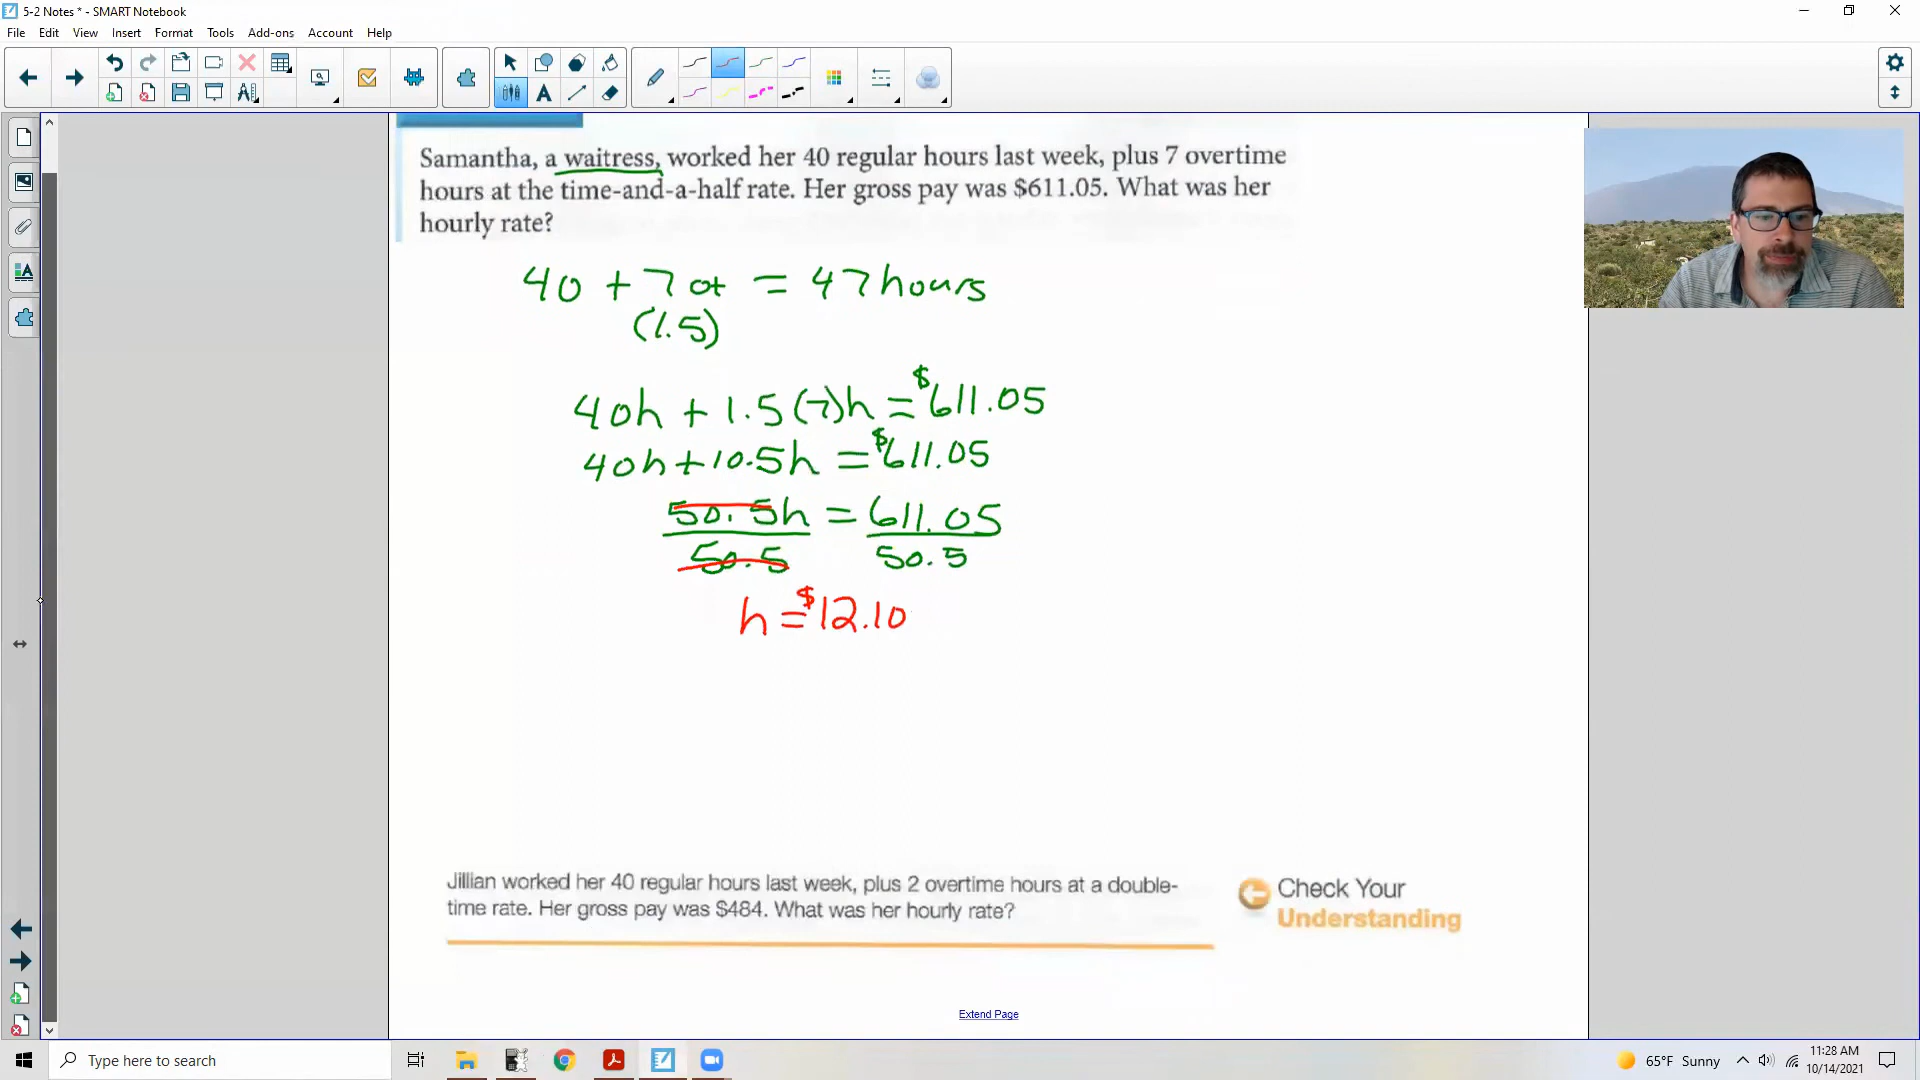 5-2 Notes * - SMART Notebook
File Edit View Insert Format Tools Add-ons Account Help
Samantha, a waitress, worked her 40 regular hours last week, plus 7 overtime
hours at the time-and-a-half rate. Her gross pay was $611.05. What was her
hourly rate?
40 + 7 ot = 47 hours
(1.5)
40h + 1.5(7)h = $611.05
40h + 10.5h = $611.05
50.5h = 611.05
50.5 50.5
h = $12.10
Jillian worked her 40 regular hours last week, plus 2 overtime hours at a double-
time rate. Her gross pay was $484. What was her hourly rate?
Check Your
Understanding
Extend Page
Type here to search
65°F Sunny
11:28 AM
10/14/2021